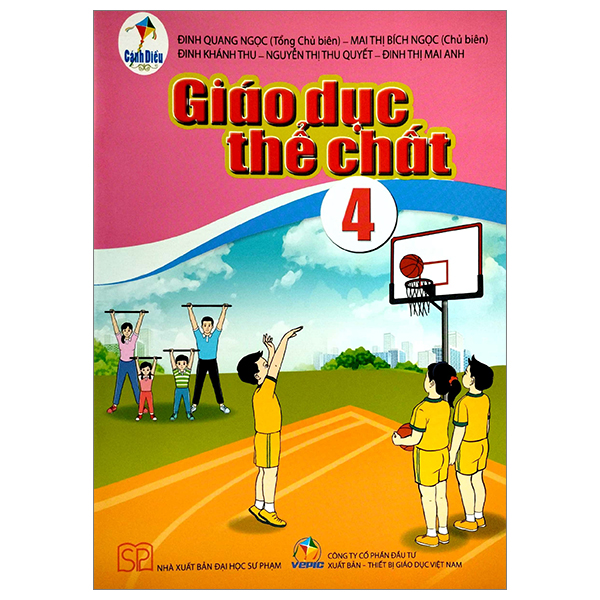 Cánh Diều
ĐINH QUANG NGỌC (Tổng Chủ biên) – MAI THỊ BÍCH NGỌC (Chủ biên)
ĐINH KHÁNH THU – NGUYỄN THỊ THU QUYẾT – ĐINH THỊ MAI ANH
Giáo dục
thể chất
4
SP
NHÀ XUẤT BẢN ĐẠI HỌC SƯ PHẠM
VEPIC
CÔNG TY CỔ PHẦN ĐẦU TƯ
XUẤT BẢN – THIẾT BỊ GIÁO DỤC VIỆT NAM